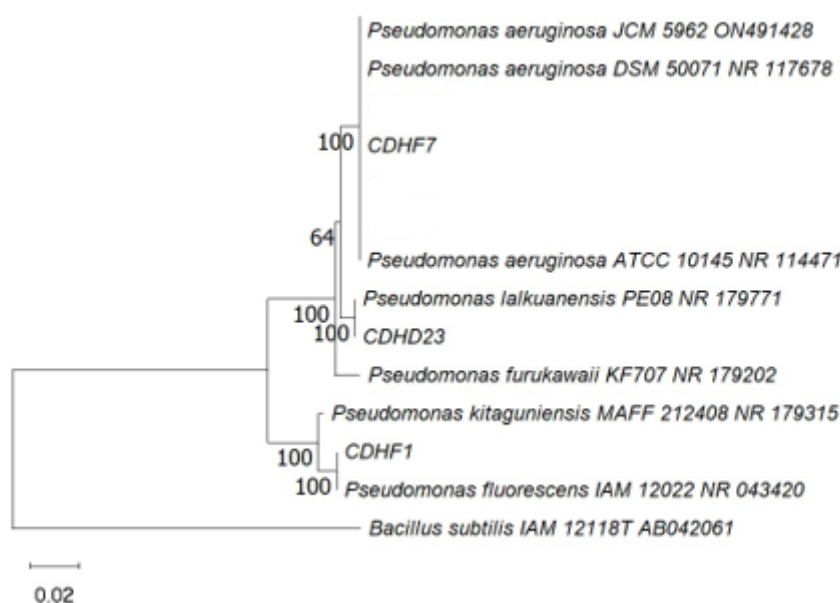 Pseudomonas aeruginosa JCM 5962 ON491428
Pseudomonas aeruginosa DSM 50071 NR 117678
100
CDHF7
64
Pseudomonas aeruginosa ATCC 10145 NR 114471
Pseudomonas lalkuanensis PE08 NR 179771
100
100
CDHD23
Pseudomonas furukawaii KF707 NR 179202
Pseudomonas kitaguniensis MAFF 212408 NR 179315
100
CDHF1
100
Pseudomonas fluorescens IAM 12022 NR 043420
Bacillus subtilis IAM 12118T AB042061
0.02